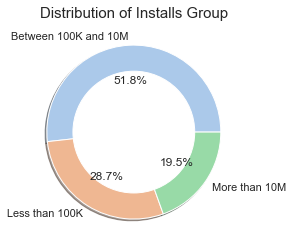 Distribution of Installs Group
Between 100K and 10M
51.8%
19.5%
28.7%
More than 10M
Less than 100K